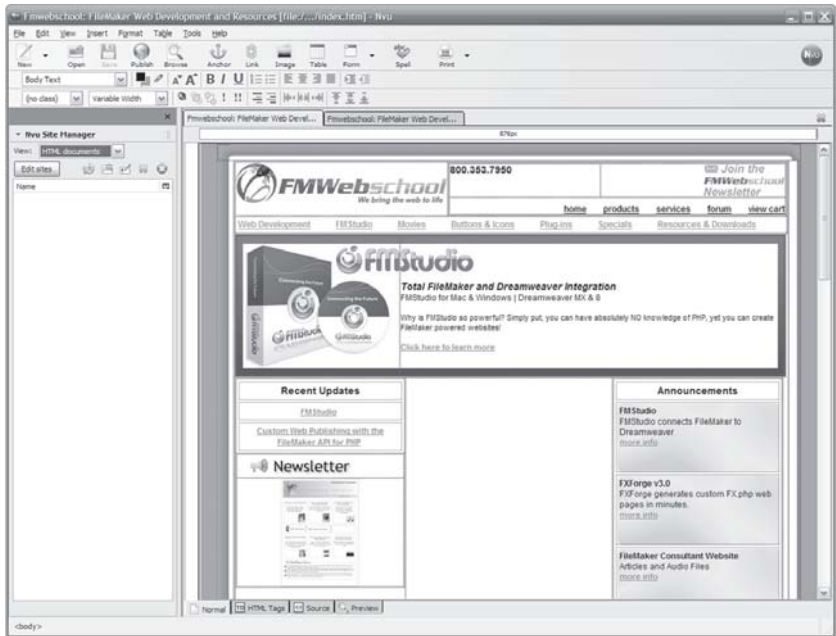 Fmwebschool: FileMaker Web Development and Resources [file:/.../index.htm] - Nvu
File Edit View Insert Format Table Tools Help
New Open Save Publish Browse Anchor Link Image Table Form Spell Print
Nvu
Body Text
(no class) Variable Width
Nvu Site Manager
View: HTML documents
Edit sites
Name
Fmwebschool: FileMaker Web Devel... Fmwebschool: FileMaker Web Devel...
876px
FMWebschool
We bring the web to life
800.353.7950
Join the
FMWebschool
Newsletter
home products services forum view cart
Web Development FMStudio Movies Buttons & Icons Plug-ins Specials Resources & Downloads
FMStudio
Connecting the Future
FMStudio
Connecting the Future
FMStudio
Total FileMaker and Dreamweaver Integration
FMStudio for Mac & Windows | Dreamweaver MX & 8
Why is FMStudio so powerful? Simply put, you can have absolutely NO knowledge of PHP, yet you can create
FileMaker powered websites!
Click here to learn more
Recent Updates
FMStudio
Custom Web Publishing with the
FileMaker API for PHP
Newsletter
Announcements
FMStudio
FMStudio connects FileMaker to
Dreamweaver
more info
FXForge v3.0
FXForge generates custom FX.php web
pages in minutes.
more info
FileMaker Consultant Website
Articles and Audio Files
more info
Normal HTML Tags Source Preview
<body>